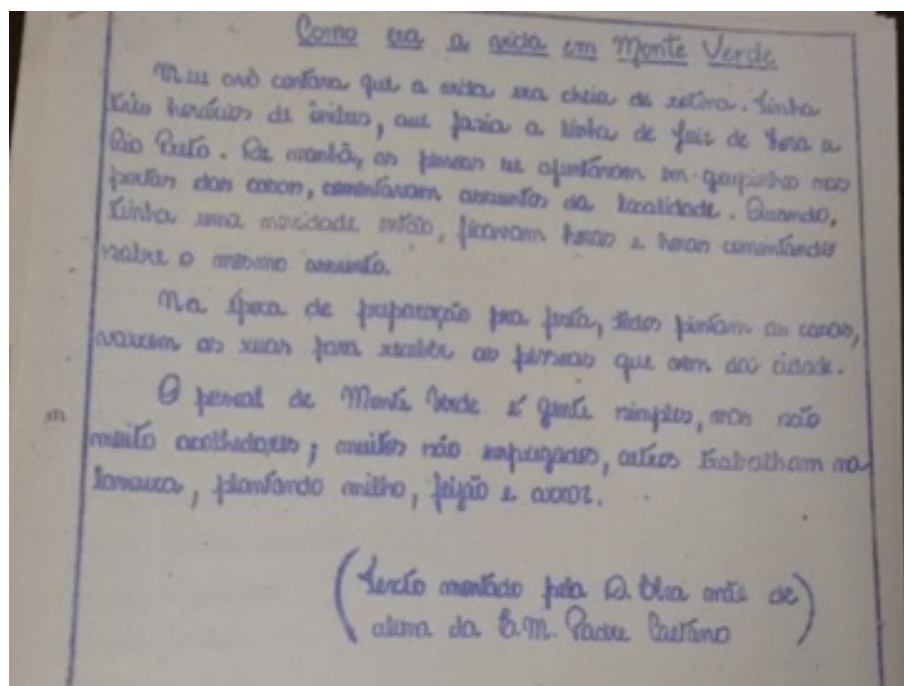 Como era a vida em Monte Verde
Meu avô contava que a vida era cheia de rotina. Tinha
três horários de ônibus, que fazia a linha de Juiz de Fora a
Rio Preto. De manhã, as pessoas se ajuntavam em grupinhos nas
portas das casas, comentavam assuntos da localidade. Quando,
tinha uma novidade então, ficavam horas e horas comentando
sobre o mesmo assunto.
Na época de preparação pra festa, todos pintam as casas,
varrem as ruas para receber as pessoas que vem da cidade.
O pessoal de Monte Verde é gente simples, mas são
muito acolhedores; muitos são empregados, outros trabalham na
lavoura, plantando milho, feijão e arroz.
(Texto montado pela D. mãe de
aluna da E.M. Padre Caetano)